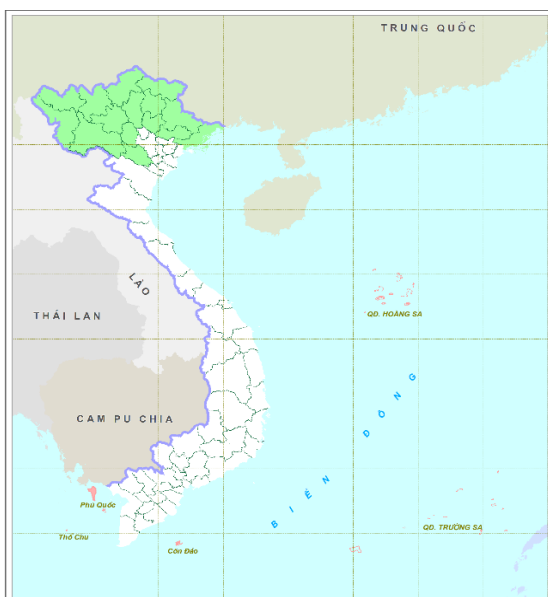 TRUNG QUỐC
LÀO
THÁI LAN
QĐ. HOÀNG SA
CAM PU CHIA
BIỂN ĐÔNG
Phú Quốc
Thổ Chu
Côn Đảo
QĐ. TRƯỜNG SA